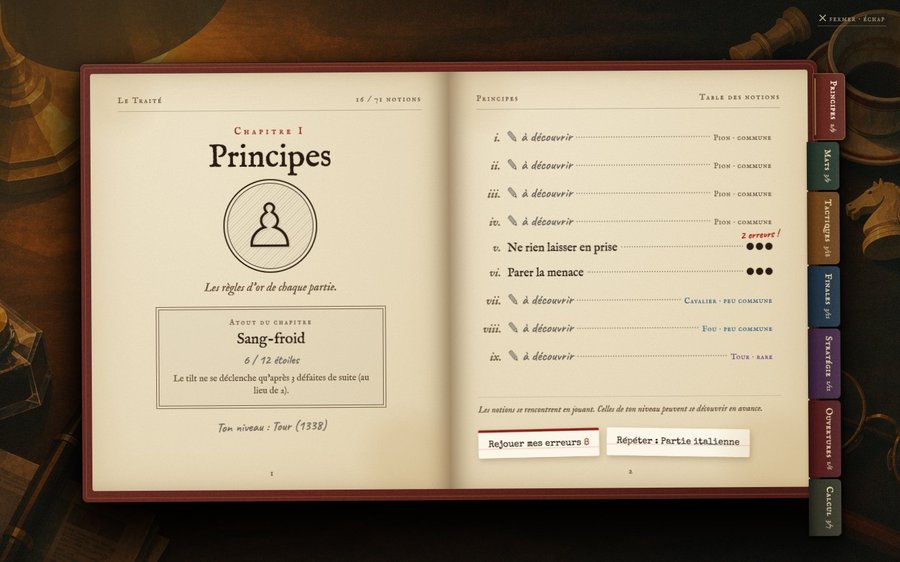 FERMER · ÉCHAP
Le Traité
16 / 71 notions
Chapitre I
Principes
Les règles d'or de chaque partie.
Atout du chapitre
Sang-froid
6 / 12 étoiles
Le tilt ne se déclenche qu'après 3 défaites de suite (au
lieu de 2).
Ton niveau : Tour (1338)
1
Principes
Table des notions
i. à découvrir Pion · commune
ii. à découvrir Pion · commune
iii. à découvrir Pion · commune
iv. à découvrir Pion · commune
2 erreurs !
v. Ne rien laisser en prise
vi. Parer la menace
vii. à découvrir Cavalier · peu commune
viii. à découvrir Fou · peu commune
ix. à découvrir Tour · rare
Les notions se rencontrent en jouant. Celles de ton niveau peuvent se découvrir en avance.
Rejouer mes erreurs 8
Répéter : Partie italienne
2
Principes 2/9
Mats
Tactiques
Finales
Stratégie
Ouvertures
Calcul